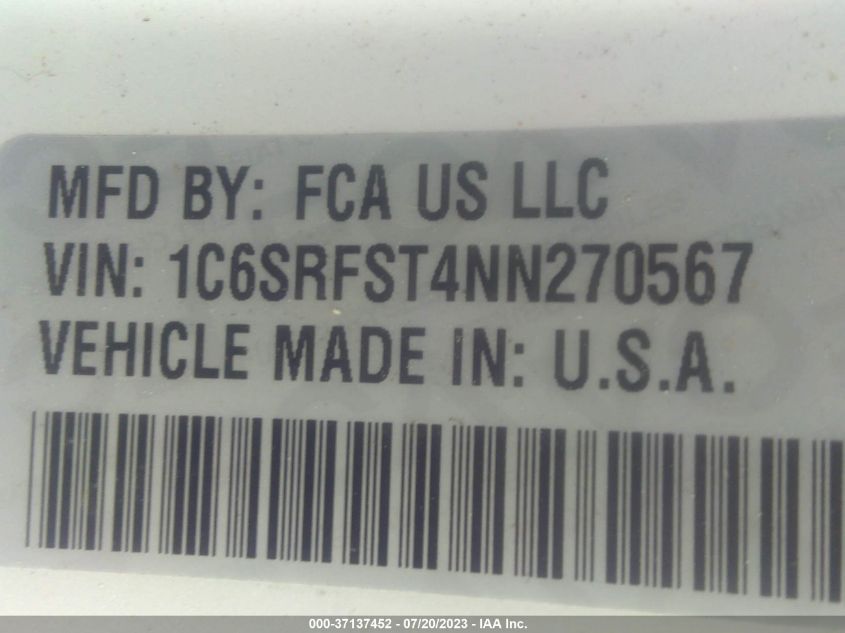 MFD BY: FCA US LLC
VIN: 1C6SRFST4NN270567
VEHICLE MADE IN: U.S.A.
000-37137452 - 07/20/2023 - IAA Inc.